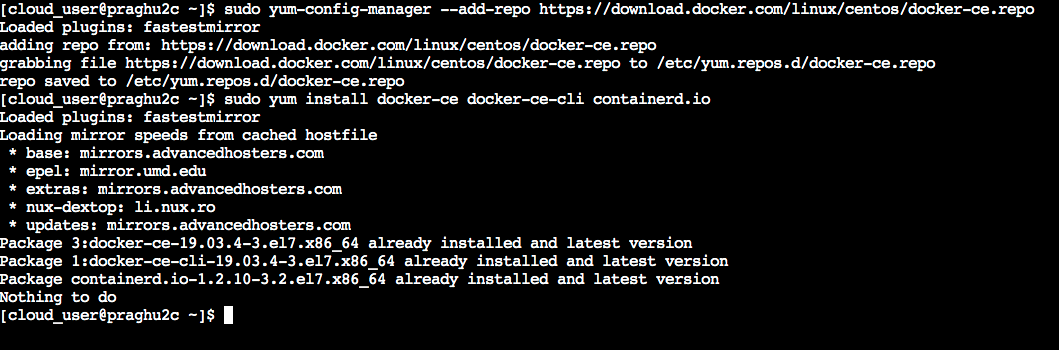 [cloud_user@praghu2c ~]$ sudo yum-config-manager --add-repo https://download.docker.com/linux/centos/docker-ce.repo
Loaded plugins: fastestmirror
adding repo from: https://download.docker.com/linux/centos/docker-ce.repo
grabbing file https://download.docker.com/linux/centos/docker-ce.repo to /etc/yum.repos.d/docker-ce.repo
repo saved to /etc/yum.repos.d/docker-ce.repo
[cloud_user@praghu2c ~]$ sudo yum install docker-ce docker-ce-cli containerd.io
Loaded plugins: fastestmirror
Loading mirror speeds from cached hostfile
 * base: mirrors.advancedhosters.com
 * epel: mirror.umd.edu
 * extras: mirrors.advancedhosters.com
 * nux-dextop: li.nux.ro
 * updates: mirrors.advancedhosters.com
Package 3:docker-ce-19.03.4-3.el7.x86_64 already installed and latest version
Package 1:docker-ce-cli-19.03.4-3.el7.x86_64 already installed and latest version
Package containerd.io-1.2.10-3.2.el7.x86_64 already installed and latest version
Nothing to do
[cloud_user@praghu2c ~]$